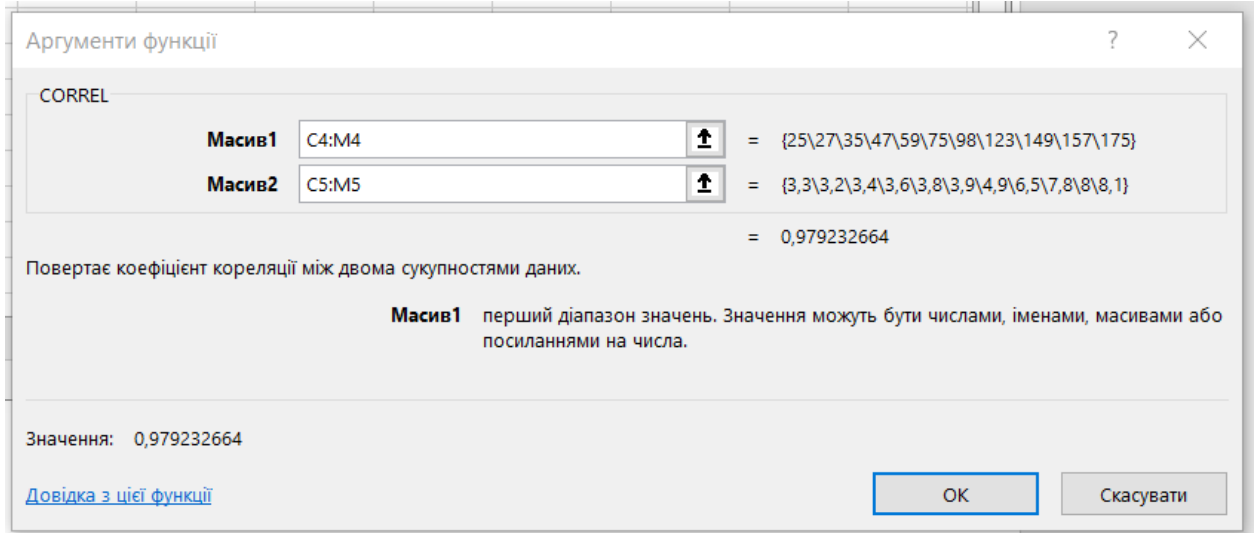 Аргументи функції ?
CORREL
Масив1 C4:M4 = {25\27\35\47\59\75\98\123\149\157\175}
Масив2 C5:M5 = {3,3\3,2\3,4\3,6\3,8\3,9\4,9\6,5\7,8\8\8,1}
= 0,979232664
Повертає коефіцієнт кореляції між двома сукупностями даних.
Масив1 перший діапазон значень. Значення можуть бути числами, іменами, масивами або
посиланнями на числа.
Значення: 0,979232664
Довідка з цієї функції ОК Скасувати